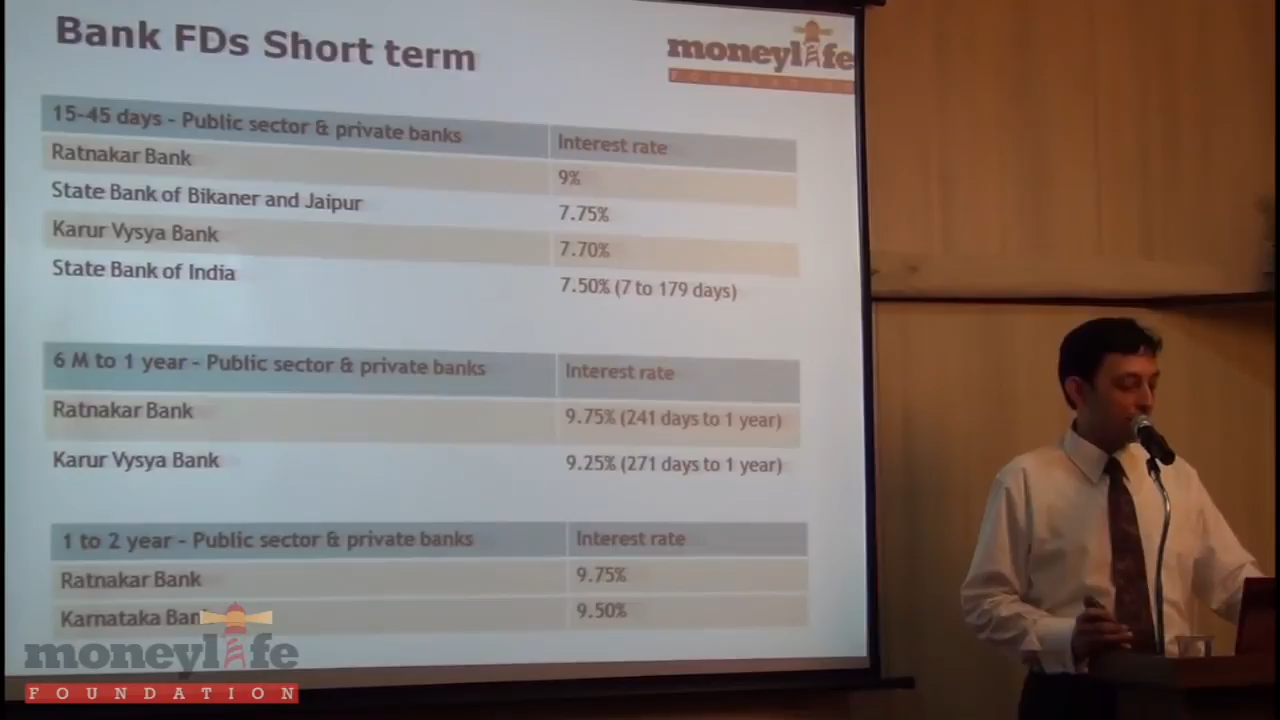 Bank FDs Short term
moneylife
FOUNDATION
15-45 days - Public sector & private banks Interest rate
Ratnakar Bank 9%
State Bank of Bikaner and Jaipur 7.75%
Karur Vysya Bank 7.70%
State Bank of India 7.50% (7 to 179 days)
6 M to 1 year - Public sector & private banks Interest rate
Ratnakar Bank 9.75% (241 days to 1 year)
Karur Vysya Bank 9.25% (271 days to 1 year)
1 to 2 year - Public sector & private banks Interest rate
Ratnakar Bank 9.75%
Karnataka Ban 9.50%
moneylife
FOUNDATION